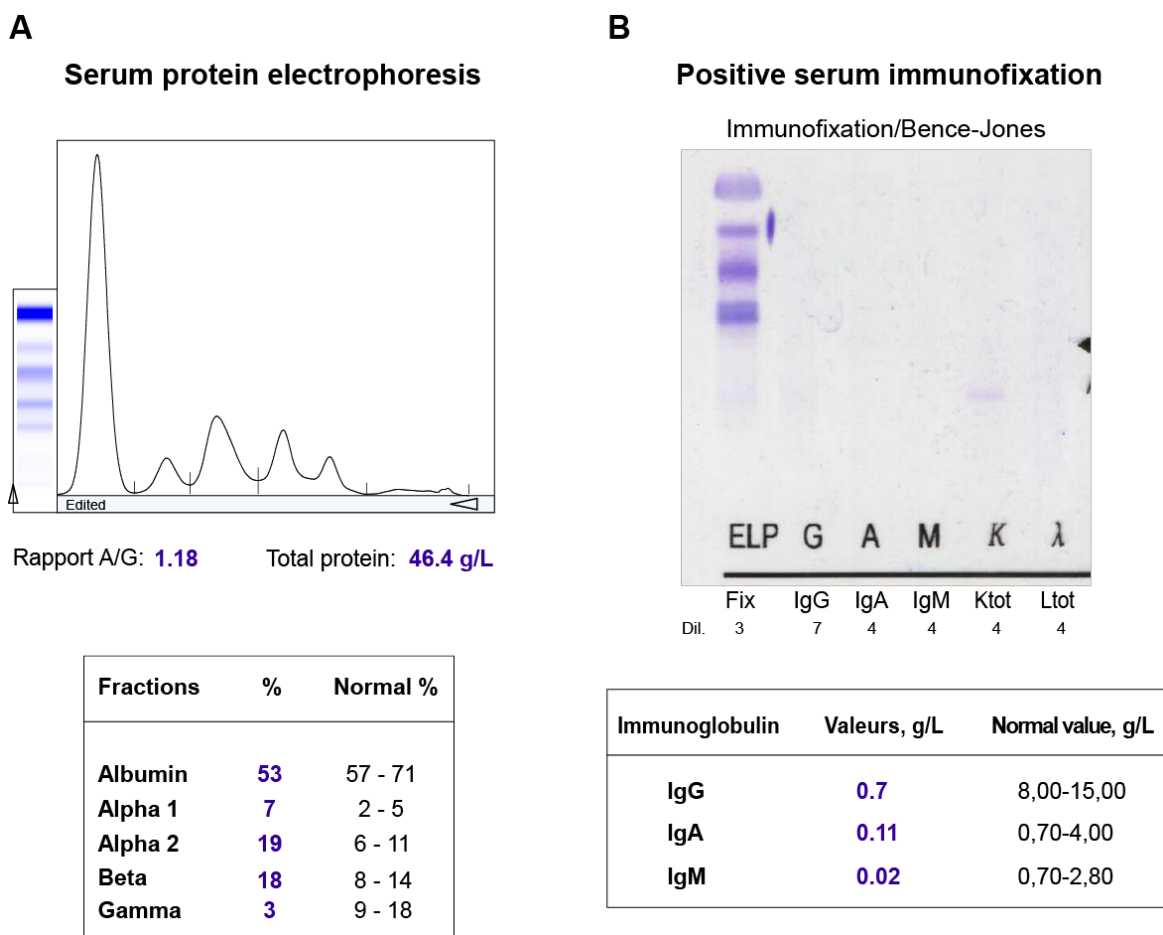 A
Serum protein electrophoresis
Edited
Rapport A/G: 1.18 Total protein: 46.4 g/L
Fractions % Normal %
Albumin 53 57 - 71
Alpha 1 7 2 - 5
Alpha 2 19 6 - 11
Beta 18 8 - 14
Gamma 3 9 - 18
B
Positive serum immunofixation
Immunofixation/Bence-Jones
ELP G A M K λ
Fix IgG IgA IgM Ktot Ltot
Dil. 3 7 4 4 4 4
Immunoglobulin Valeurs, g/L Normal value, g/L
IgG 0.7 8,00-15,00
IgA 0.11 0,70-4,00
IgM 0.02 0,70-2,80